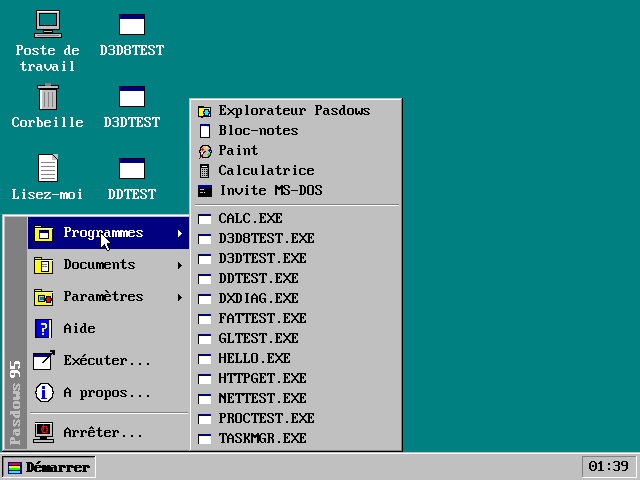 Poste de
travail
D3D8TEST
Corbeille
D3DTEST
Lisez-moi
DDTEST
Programmes
Documents
Paramètres
Aide
Exécuter...
A propos...
Arrêter...
Pasdows 95
Explorateur Pasdows
Bloc-notes
Paint
Calculatrice
Invite MS-DOS
CALC.EXE
D3D8TEST.EXE
D3DTEST.EXE
DDTEST.EXE
DXDIAG.EXE
FATTEST.EXE
GLTEST.EXE
HELLO.EXE
HTTPGET.EXE
NETTEST.EXE
PROCTEST.EXE
TASKMGR.EXE
Démarrer
01:39